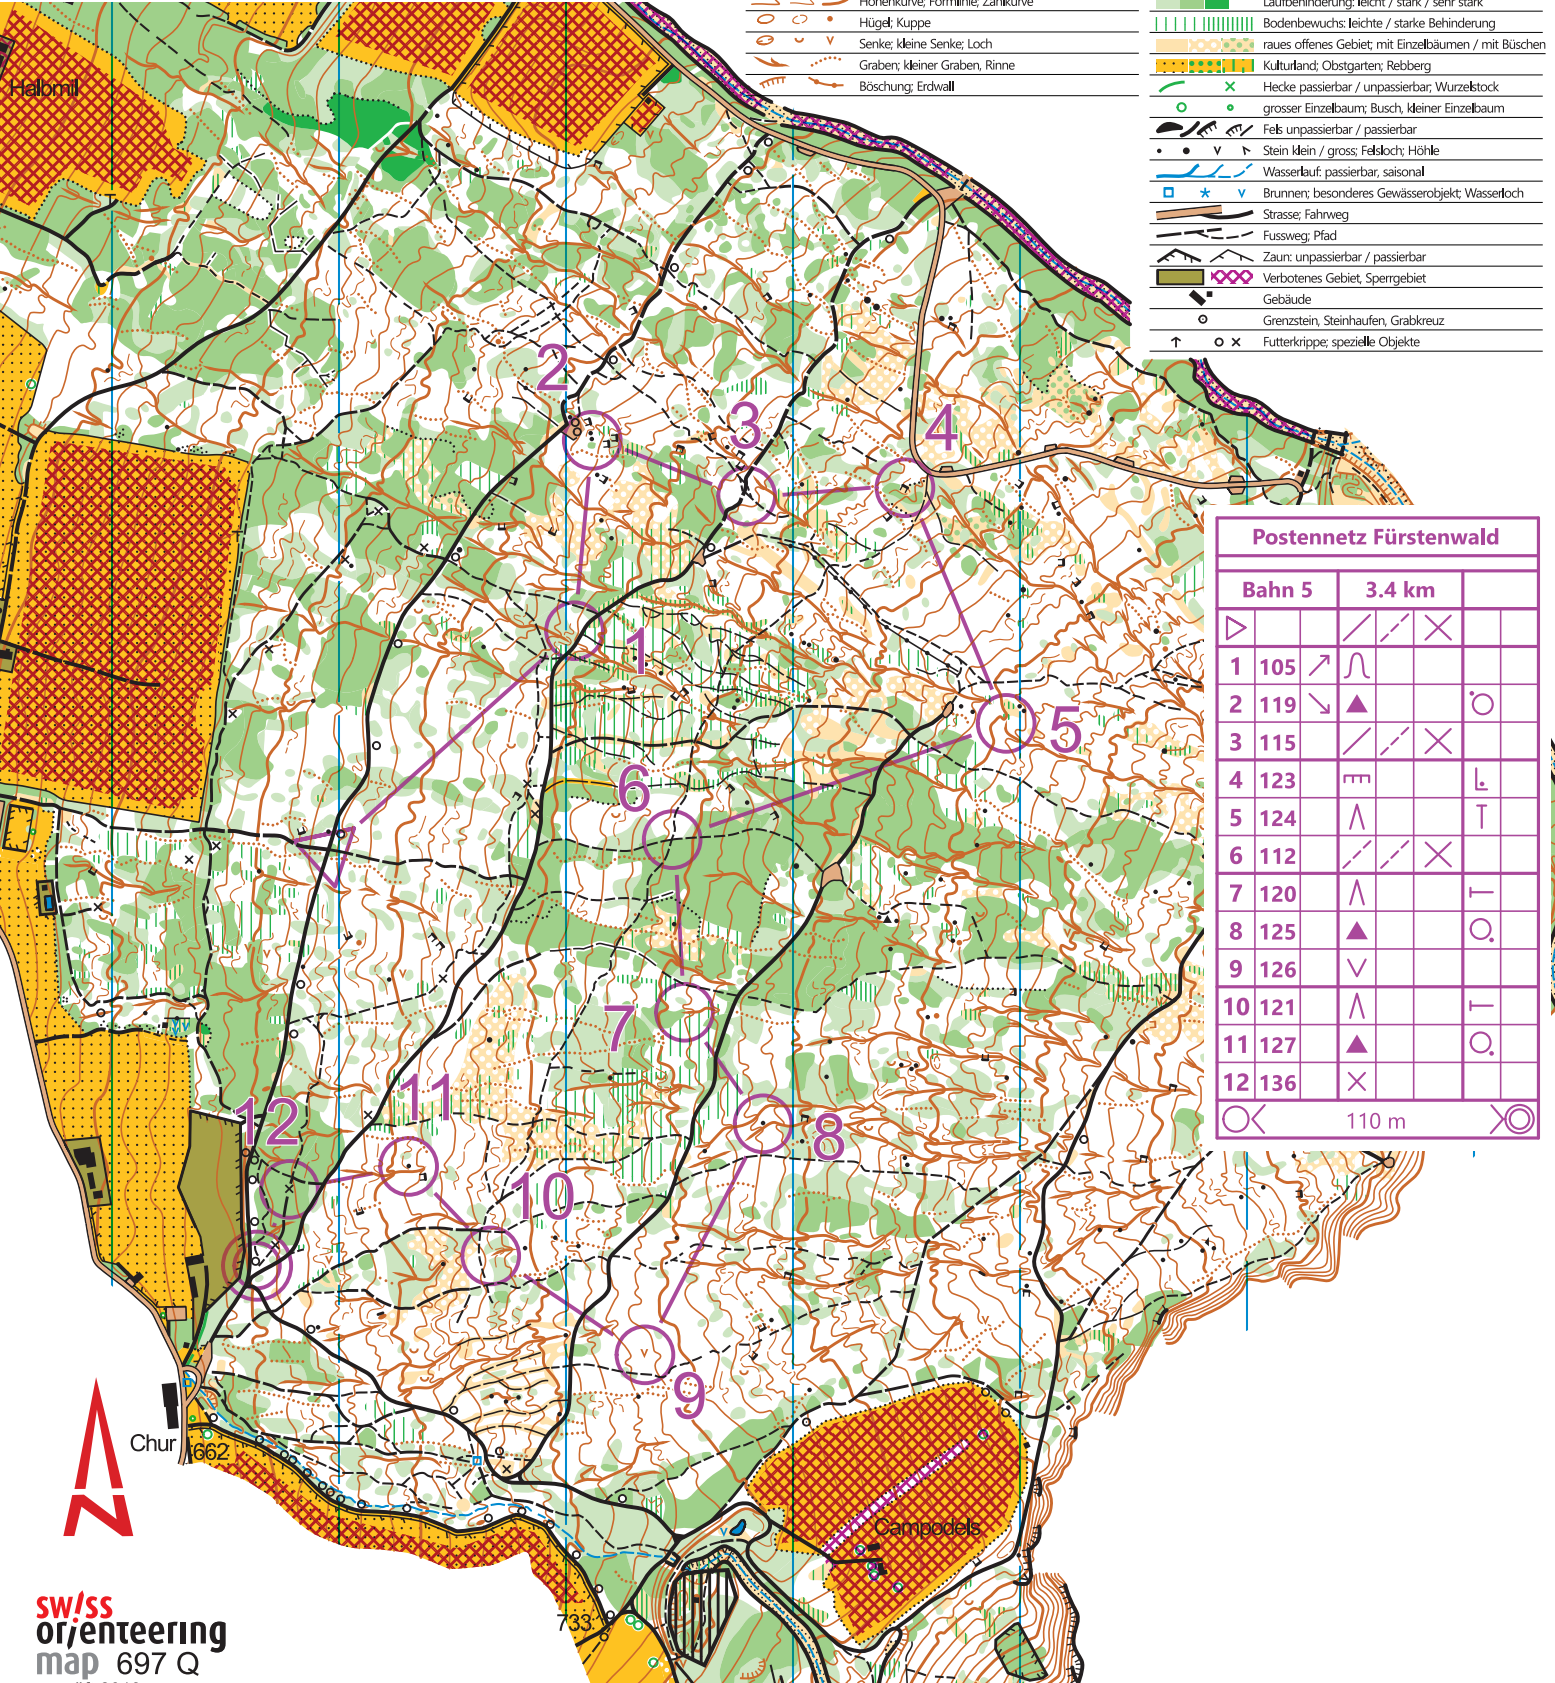 Höhenkurve; Formlinie; Zählkurve
Hügel; Kuppe
Senke; kleine Senke; Loch
Graben; kleiner Graben, Rinne
Böschung; Erdwall
Laufbehinderung: leicht / stark / sehr stark
Bodenbewuchs: leichte / starke Behinderung
raues offenes Gebiet; mit Einzelbäumen / mit Büschen
Kulturland; Obstgarten; Rebberg
Hecke passierbar / unpassierbar; Wurzelstock
grosser Einzelbaum; Busch, kleiner Einzelbaum
Fels unpassierbar / passierbar
Stein klein / gross; Felsloch; Höhle
Wasserlauf: passierbar, saisonal
Brunnen; besonderes Gewässerobjekt; Wasserloch
Strasse; Fahrweg
Fussweg; Pfad
Zaun: unpassierbar / passierbar
Verbotenes Gebiet, Sperrgebiet
Gebäude
Grenzstein, Steinhaufen, Grabkreuz
Futterkrippe; spezielle Objekte
Halbmil
2
3
4
1
5
6
7
8
11
12
10
9
Postennetz Fürstenwald
Bahn 5 3.4 km
1 105
2 119
3 115
4 123
5 124
6 112
7 120
8 125
9 126
10 121
11 127
12 136
110 m
Chur
662
Campodels
733
swiss
orienteering
map 697 Q